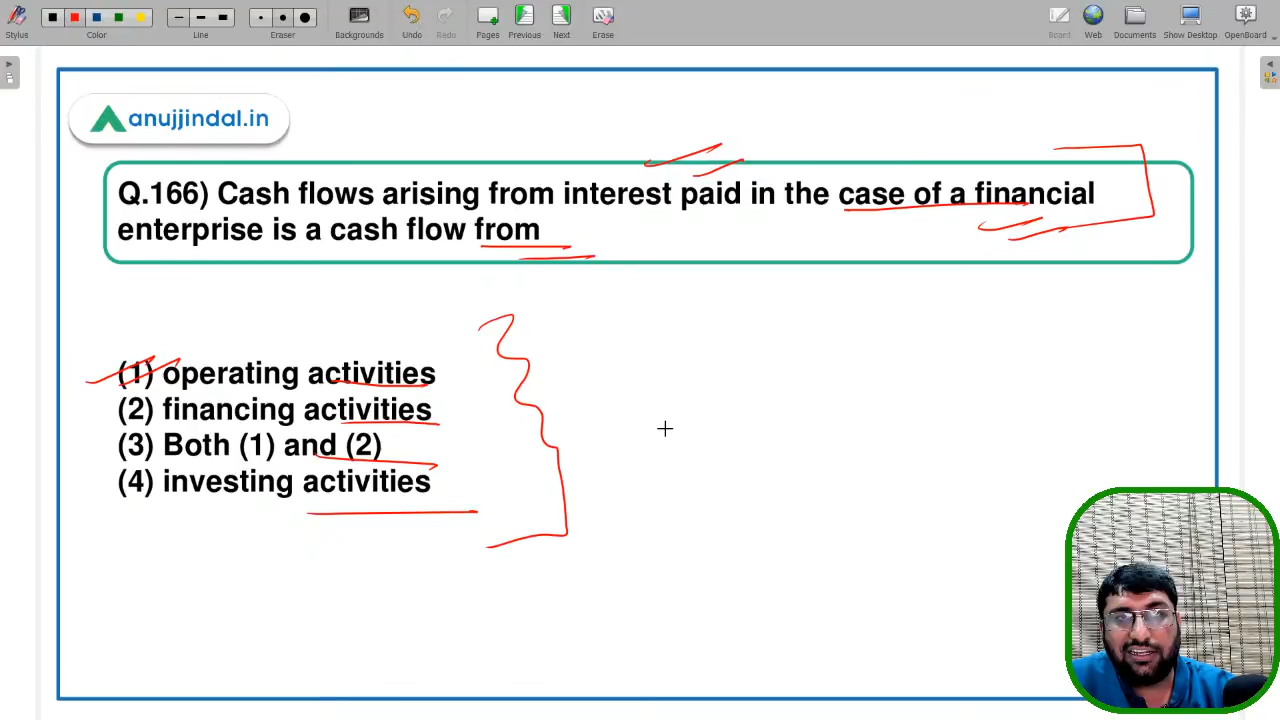 Stylus
Color
Line
Eraser
Backgrounds
Undo
Redo
Pages
Previous
Next
Erase
Board
Web
Documents
Show Desktop
OpenBoard
anujjindal.in
Q.166) Cash flows arising from interest paid in the case of a financial
enterprise is a cash flow from
(1) operating activities
(2) financing activities
(3) Both (1) and (2)
(4) investing activities